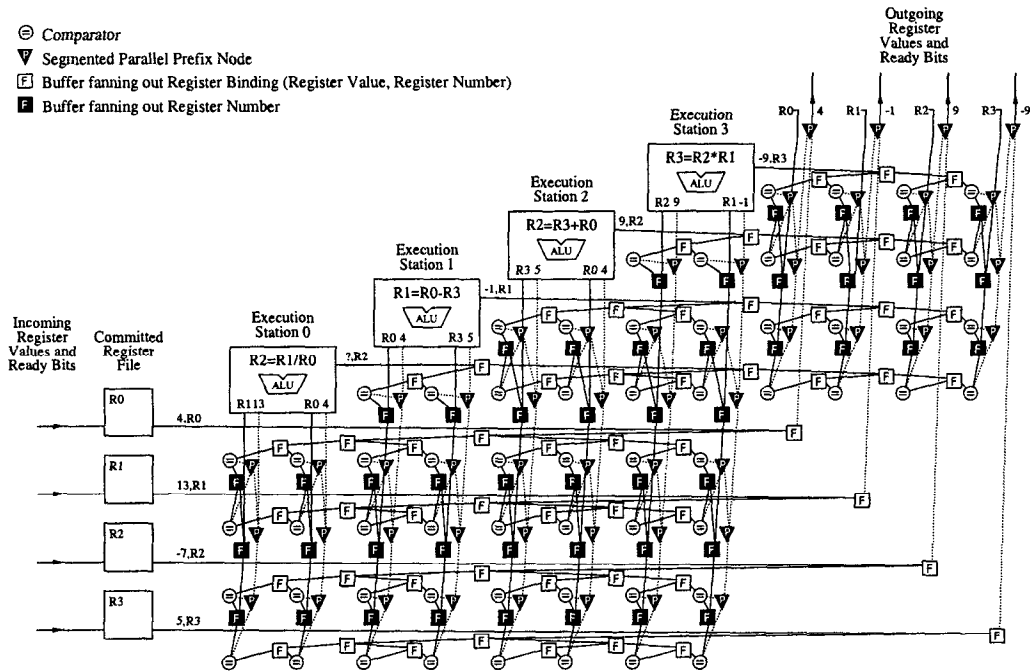 Comparator
Segmented Parallel Prefix Node
Buffer fanning out Register Binding (Register Value, Register Number)
Buffer fanning out Register Number
Outgoing
Register
Values and
Ready Bits
R0 4 R1 -1 R2 9 R3 -9
Execution
Station 3
R3=R2*R1
ALU
R2 9 R1 -1
-9,R3
Execution
Station 2
R2=R3+R0
ALU
R3 5 R0 4
9,R2
Execution
Station 1
R1=R0-R3
ALU
R0 4 R3 5
-1,R1
Execution
Station 0
R2=R1/R0
ALU
R1 13 R0 4
?,R2
Incoming
Register
Values and
Ready Bits
Committed
Register
File
R0
4,R0
R1
13,R1
R2
-7,R2
R3
5,R3